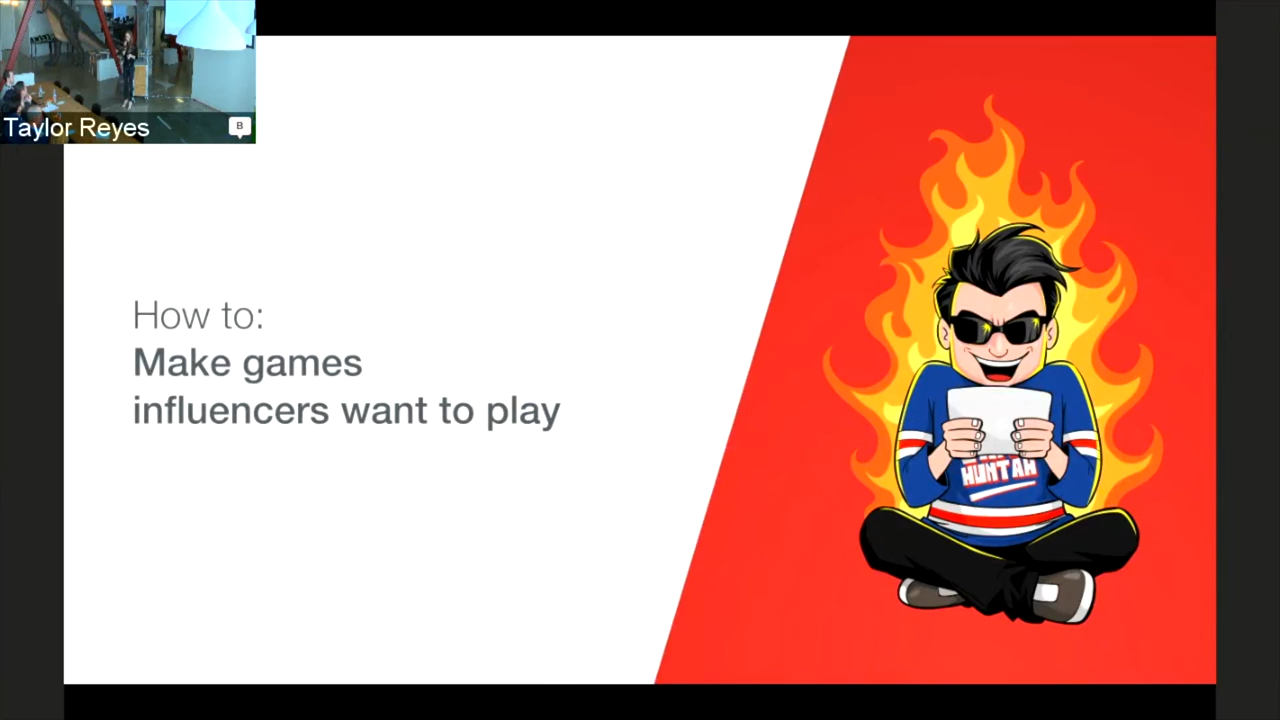 Taylor Reyes
B
How to:
Make games
influencers want to play
HUNTAH